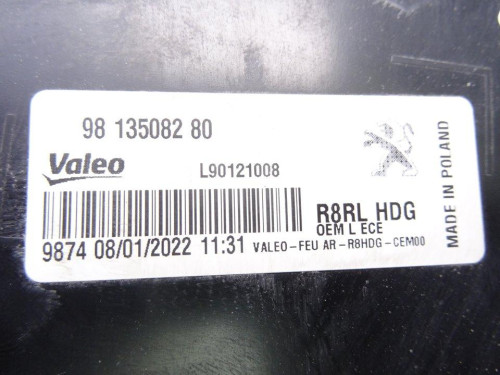 98 135082 80
Valeo
L90121008
R8RL HDG
OEM L ECE
9874 08/01/2022 11:31
VALEO-FEU AR-R8HDG-CEM00
MADE IN POLAND